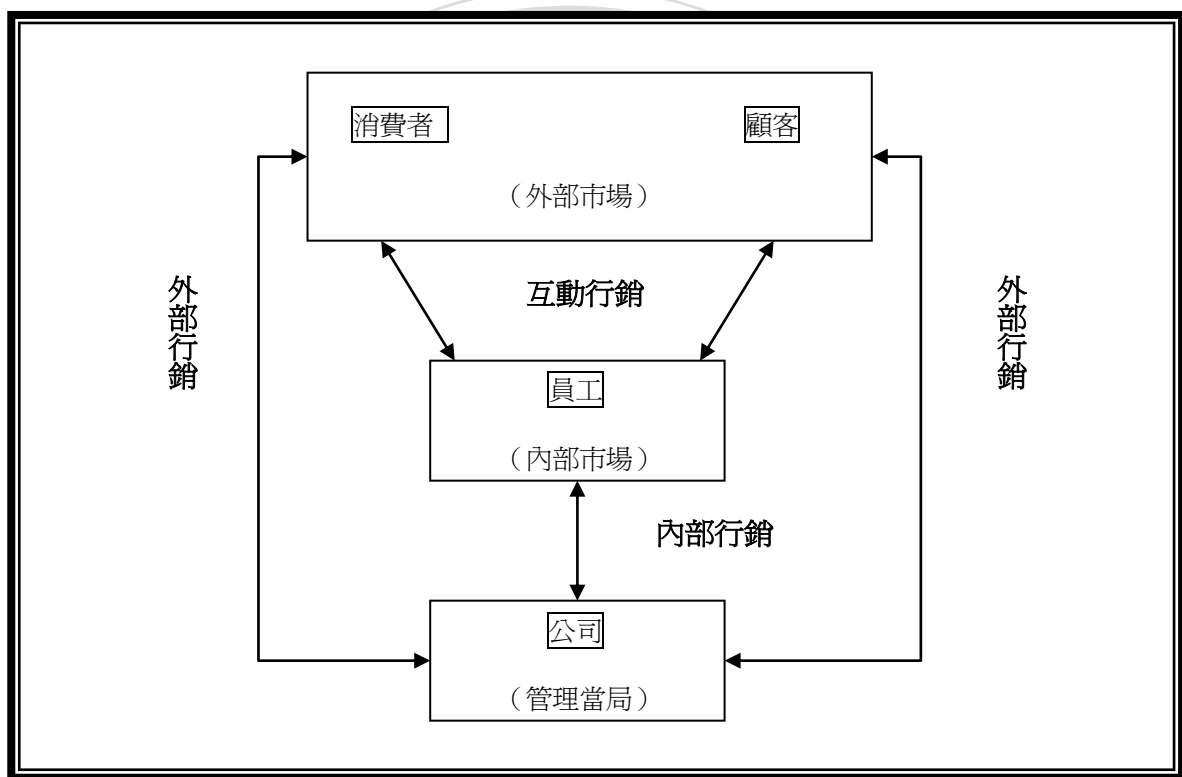 消費者
顧客
（外部市場）
外部行銷
互動行銷
外部行銷
員工
（內部市場）
內部行銷
公司
（管理當局）